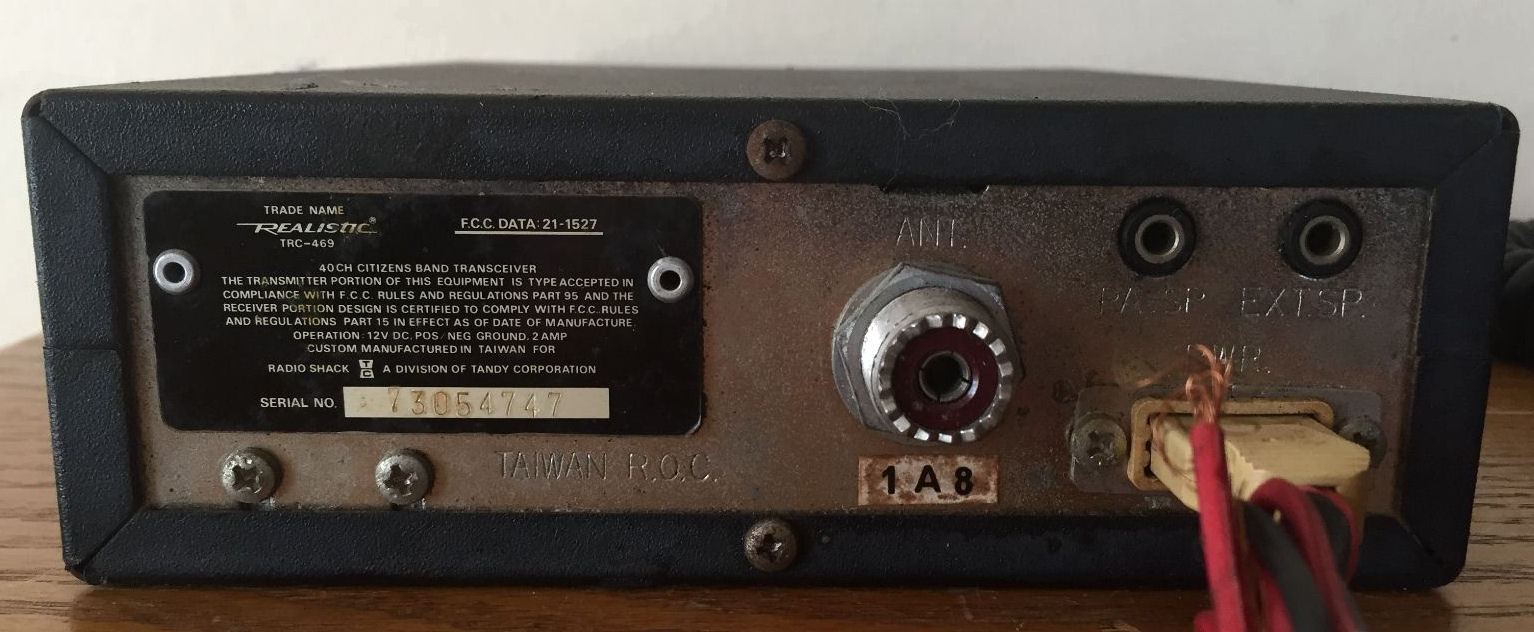 TRADE NAME
REALISTIC®
TRC-469
F.C.C. DATA: 21-1527
40CH CITIZENS BAND TRANSCEIVER
THE TRANSMITTER PORTION OF THIS EQUIPMENT IS TYPE ACCEPTED IN
COMPLIANCE WITH F.C.C. RULES AND REGULATIONS PART 95 AND THE
RECEIVER PORTION DESIGN IS CERTIFIED TO COMPLY WITH F.C.C. RULES
AND REGULATIONS PART 15 IN EFFECT AS OF DATE OF MANUFACTURE.
OPERATION: 12V DC. POS/NEG GROUND. 2 AMP
CUSTOM MANUFACTURED IN TAIWAN FOR
RADIO SHACK TC A DIVISION OF TANDY CORPORATION
SERIAL NO. 73054747
TAIWAN R.O.C.
ANT.
1A8
PA.SP. EXT.SP.
PWR.